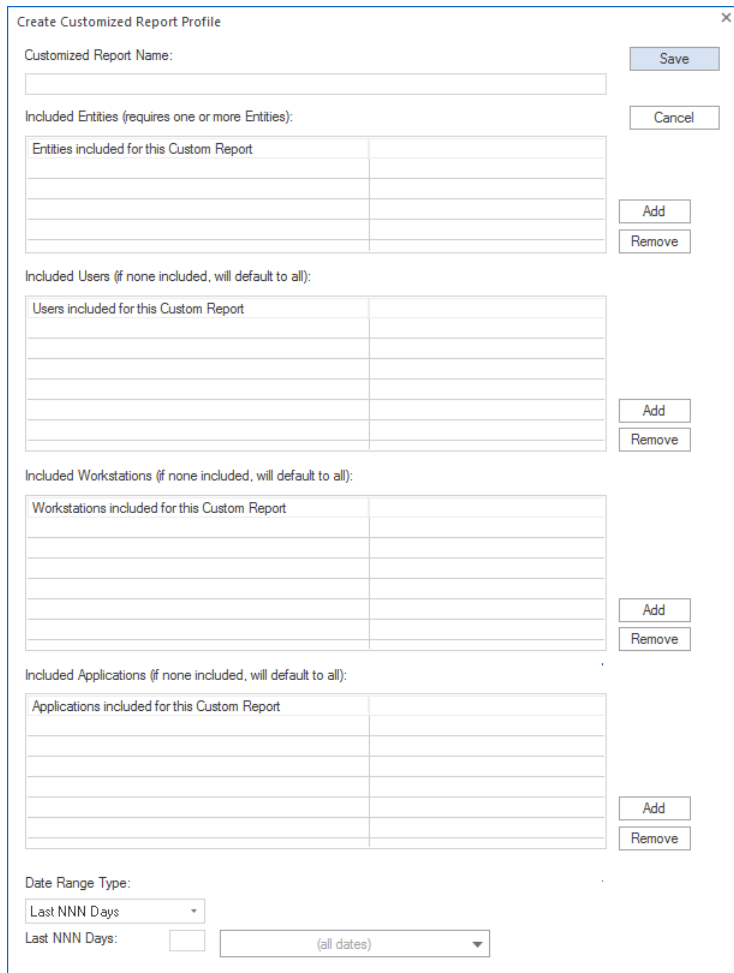 Create Customized Report Profile
×
Customized Report Name:
Save
Included Entities (requires one or more Entities):
Cancel
Entities included for this Custom Report
Add
Remove
Included Users (if none included, will default to all):
Users included for this Custom Report
Add
Remove
Included Workstations (if none included, will default to all):
Workstations included for this Custom Report
Add
Remove
Included Applications (if none included, will default to all):
Applications included for this Custom Report
Add
Remove
Date Range Type:
Last NNN Days
Last NNN Days:
(all dates)